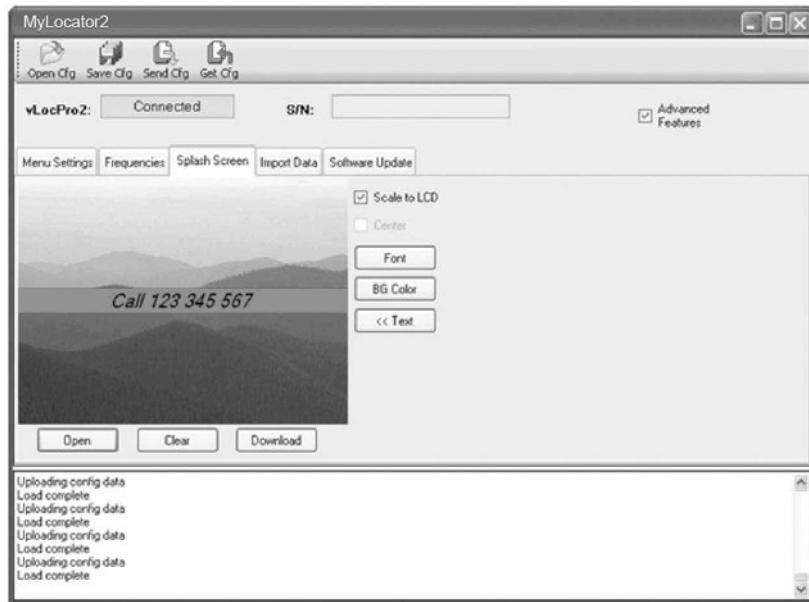 MyLocator2
Open Cfg Save Cfg Send Cfg Get Cfg
vLocPro2: Connected S/N: Advanced Features
Menu Settings Frequencies Splash Screen Import Data Software Update
Scale to LCD
Center
Font
Call 123 345 567
BG Color
<< Text
Open Clear Download
Uploading config data
Load complete
Uploading config data
Load complete
Uploading config data
Load complete
Uploading config data
Load complete